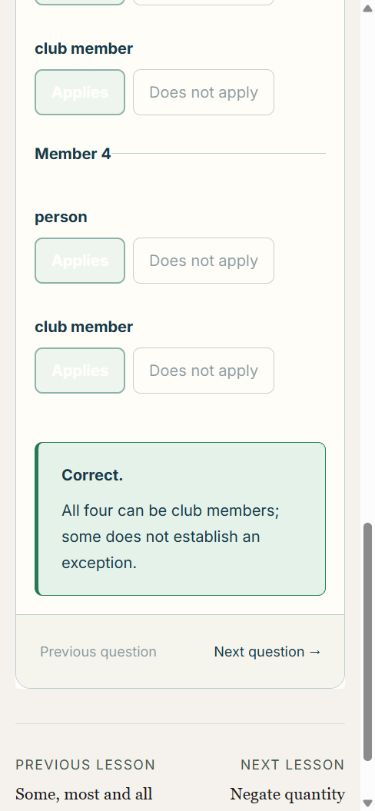 club member
Applies Does not apply
Member 4
person
Applies Does not apply
club member
Applies Does not apply
Correct.
All four can be club members;
some does not establish an
exception.
Previous question Next question →
PREVIOUS LESSON NEXT LESSON
Some, most and all Negate quantity